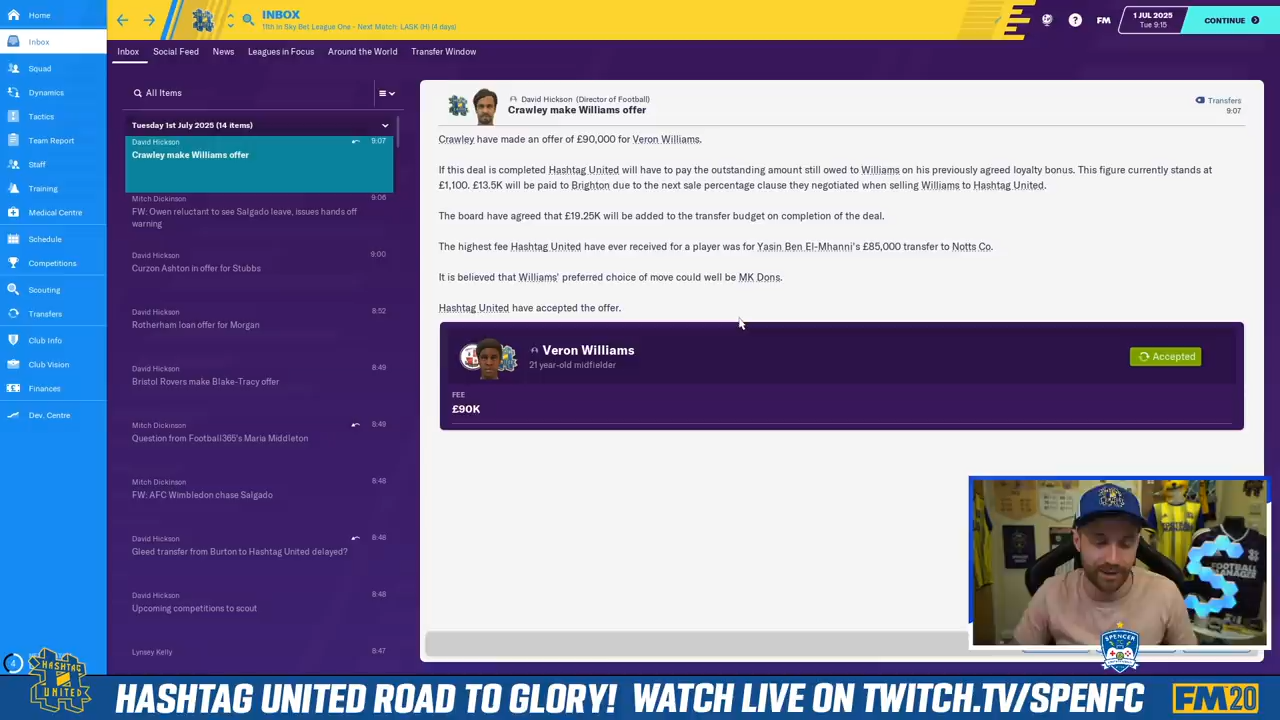 Home
INBOX
11th in Sky Bet League One - Next Match: LASK (H) (4 days)
FM
1 JUL 2025
Tue 9:15
CONTINUE
Inbox
Squad
Dynamics
Tactics
Team Report
Staff
Training
Medical Centre
Schedule
Competitions
Scouting
Transfers
Club Info
Club Vision
Finances
Dev. Centre
4
Inbox
Social Feed
News
Leagues in Focus
Around the World
Transfer Window
All Items
Tuesday 1st July 2025 (14 items)
David Hickson 9:07
Crawley make Williams offer
Mitch Dickinson 9:06
FW: Owen reluctant to see Salgado leave, issues hands off
warning
David Hickson 9:00
Curzon Ashton in offer for Stubbs
David Hickson 8:52
Rotherham loan offer for Morgan
David Hickson 8:49
Bristol Rovers make Blake-Tracy offer
Mitch Dickinson 8:49
Question from Football365's Maria Middleton
Mitch Dickinson 8:48
FW: AFC Wimbledon chase Salgado
David Hickson 8:48
Gleed transfer from Burton to Hashtag United delayed?
David Hickson 8:48
Upcoming competitions to scout
Lynsey Kelly 8:47
David Hickson (Director of Football)
Crawley make Williams offer
Transfers
9:07
Crawley have made an offer of £90,000 for Veron Williams.
If this deal is completed Hashtag United will have to pay the outstanding amount still owed to Williams on his previously agreed loyalty bonus. This figure currently stands at
£1,100. £13.5K will be paid to Brighton due to the next sale percentage clause they negotiated when selling Williams to Hashtag United.
The board have agreed that £19.25K will be added to the transfer budget on completion of the deal.
The highest fee Hashtag United have ever received for a player was for Yasin Ben El-Mhanni's £85,000 transfer to Notts Co.
It is believed that Williams' preferred choice of move could well be MK Dons.
Hashtag United have accepted the offer.
Veron Williams
21 year-old midfielder
Accepted
FEE
£90K
FOOTBALL
MANAGER
SPENCER
HASHTAG
UNITED
HASHTAG UNITED ROAD TO GLORY! WATCH LIVE ON TWITCH.TV/SPENFC
FM20